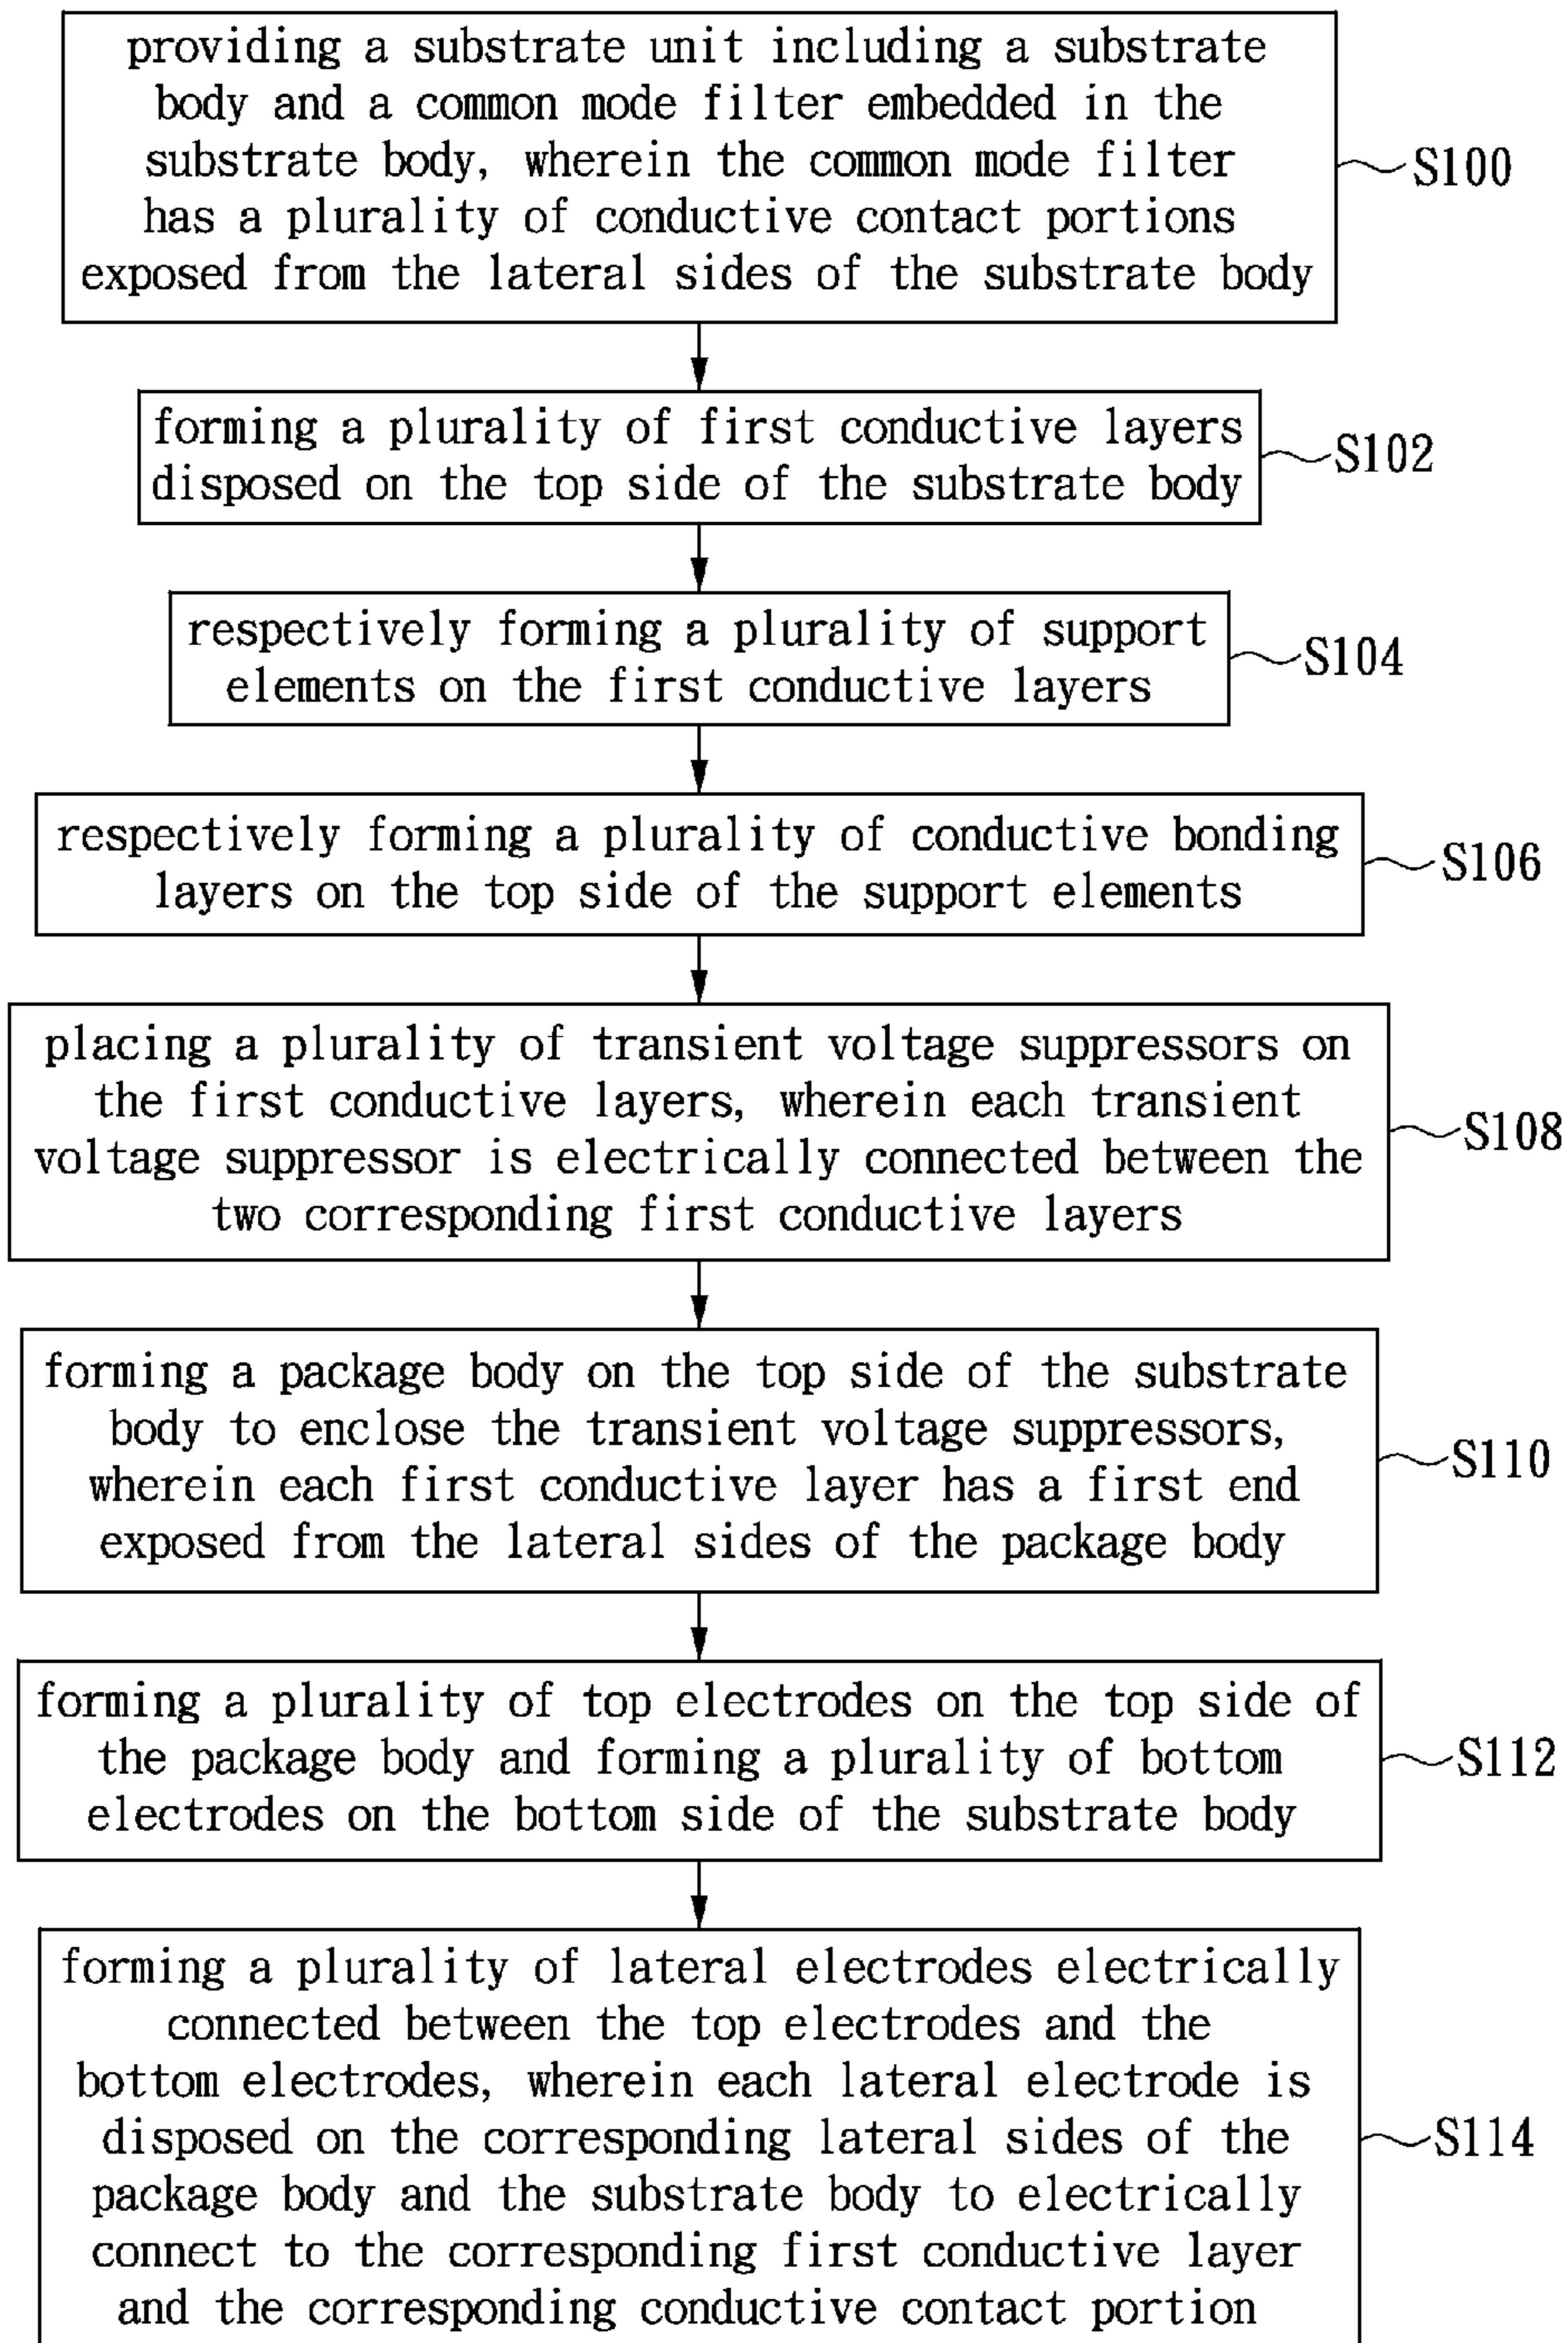 providing a substrate unit including a substrate
body and a common mode filter embedded in the
substrate body, wherein the common mode filter
has a plurality of conductive contact portions
exposed from the lateral sides of the substrate body
S100
forming a plurality of first conductive layers
disposed on the top side of the substrate body
S102
respectively forming a plurality of support
elements on the first conductive layers
S104
respectively forming a plurality of conductive bonding
layers on the top side of the support elements
S106
placing a plurality of transient voltage suppressors on
the first conductive layers, wherein each transient
voltage suppressor is electrically connected between the
two corresponding first conductive layers
S108
forming a package body on the top side of the substrate
body to enclose the transient voltage suppressors,
wherein each first conductive layer has a first end
exposed from the lateral sides of the package body
S110
forming a plurality of top electrodes on the top side of
the package body and forming a plurality of bottom
electrodes on the bottom side of the substrate body
S112
forming a plurality of lateral electrodes electrically
connected between the top electrodes and the
bottom electrodes, wherein each lateral electrode is
disposed on the corresponding lateral sides of the
package body and the substrate body to electrically
connect to the corresponding first conductive layer
and the corresponding conductive contact portion
S114